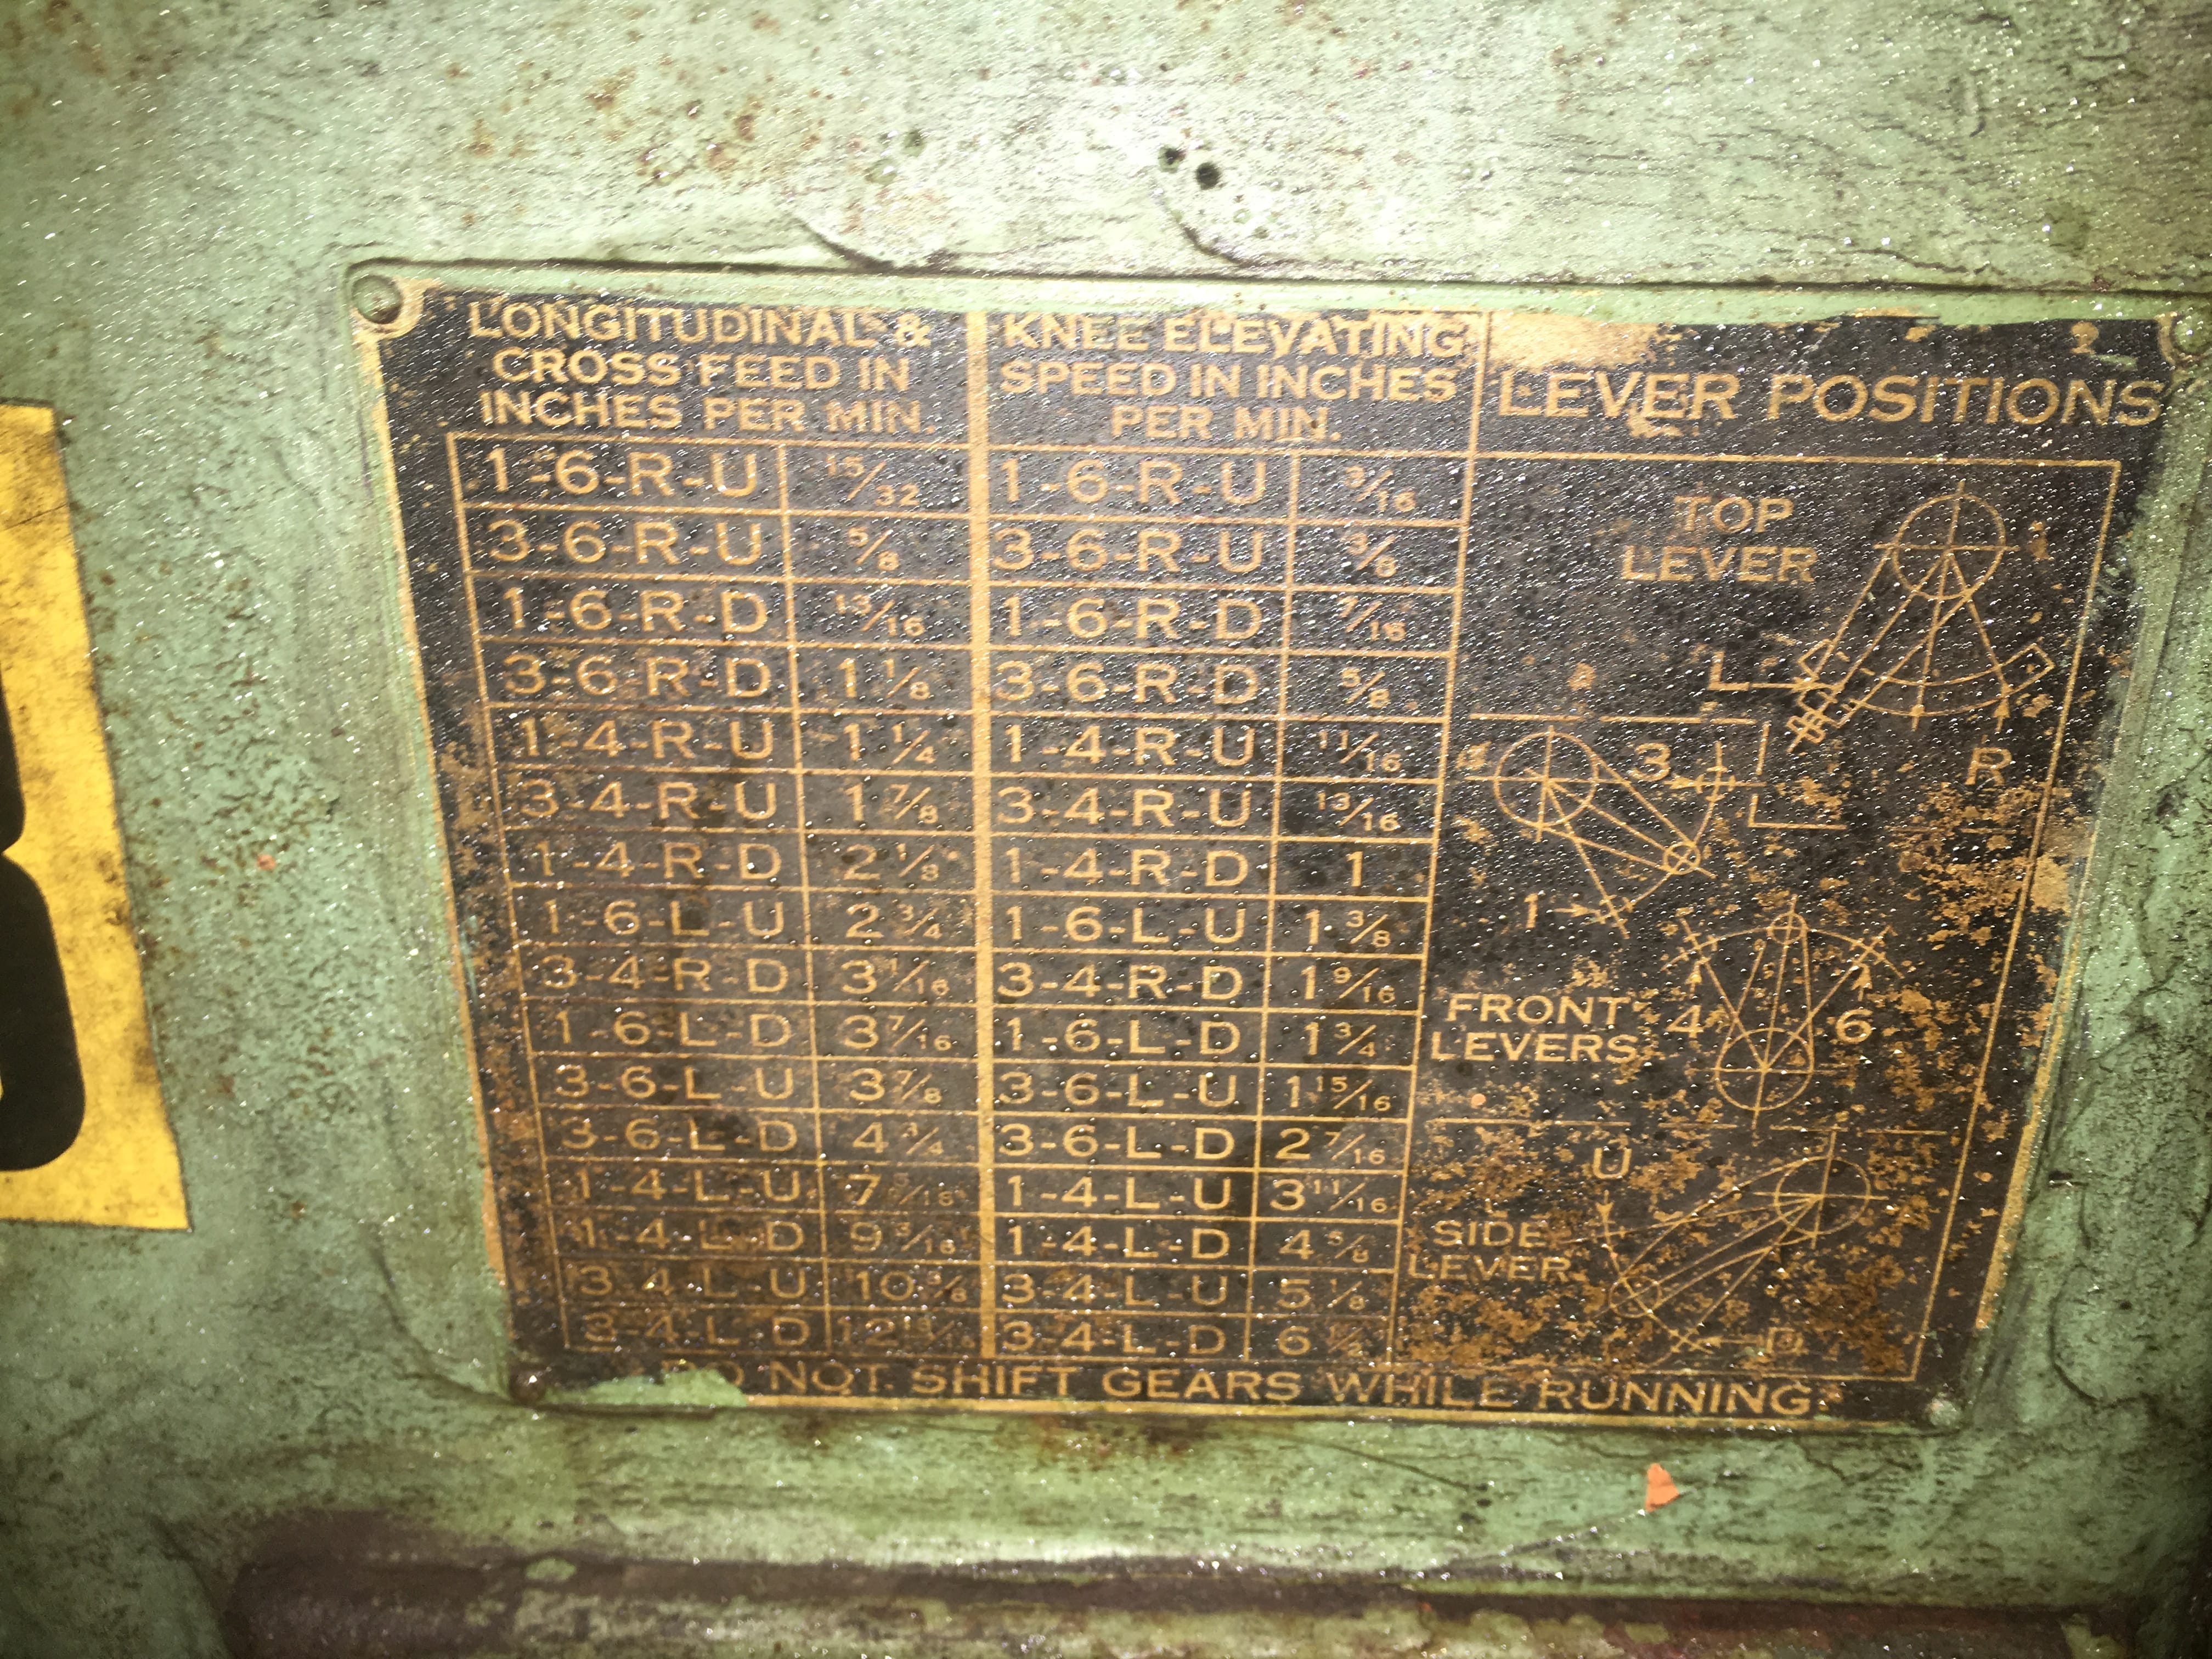 LONGITUDINAL &
CROSS FEED IN
INCHES PER MIN.
KNEE ELEVATING
SPEED IN INCHES
PER MIN.
LEVER POSITIONS
1-6-R-U 15/32 1-6-R-U 3/16
3-6-R-U 5/8 3-6-R-U
1-6-R-D 13/16 1-6-R-D 7/16
3-6-R-D 1 1/8 3-6-R-D 5/8
1-4-R-U 1 1/4 1-4-R-U 11/16
3-4-R-U 1 7/8 3-4-R-U 13/16
1-4-R-D 2 1/8 1-4-R-D 1
1-6-L-U 2 3/4 1-6-L-U 1 3/8
3-4-R-D 3 1/16 3-4-R-D 1 9/16
1-6-L-D 3 7/16 1-6-L-D 1 3/4
3-6-L-U 3 7/8 3-6-L-U 1 15/16
3-6-L-D 4 3/4 3-6-L-D 2 7/16
1-4-L-U 7 1-4-L-U 3 11/16
1-4-L-D 9 1-4-L-D 4
3-4-L-U 10 3-4-L-U 5 1/8
3-4-L-D 12 3-4-L-D 6 1/2
TOP
LEVER
L
R
3
L
1
FRONT
LEVERS
4
6
U
SIDE
LEVER
D
DO NOT SHIFT GEARS WHILE RUNNING